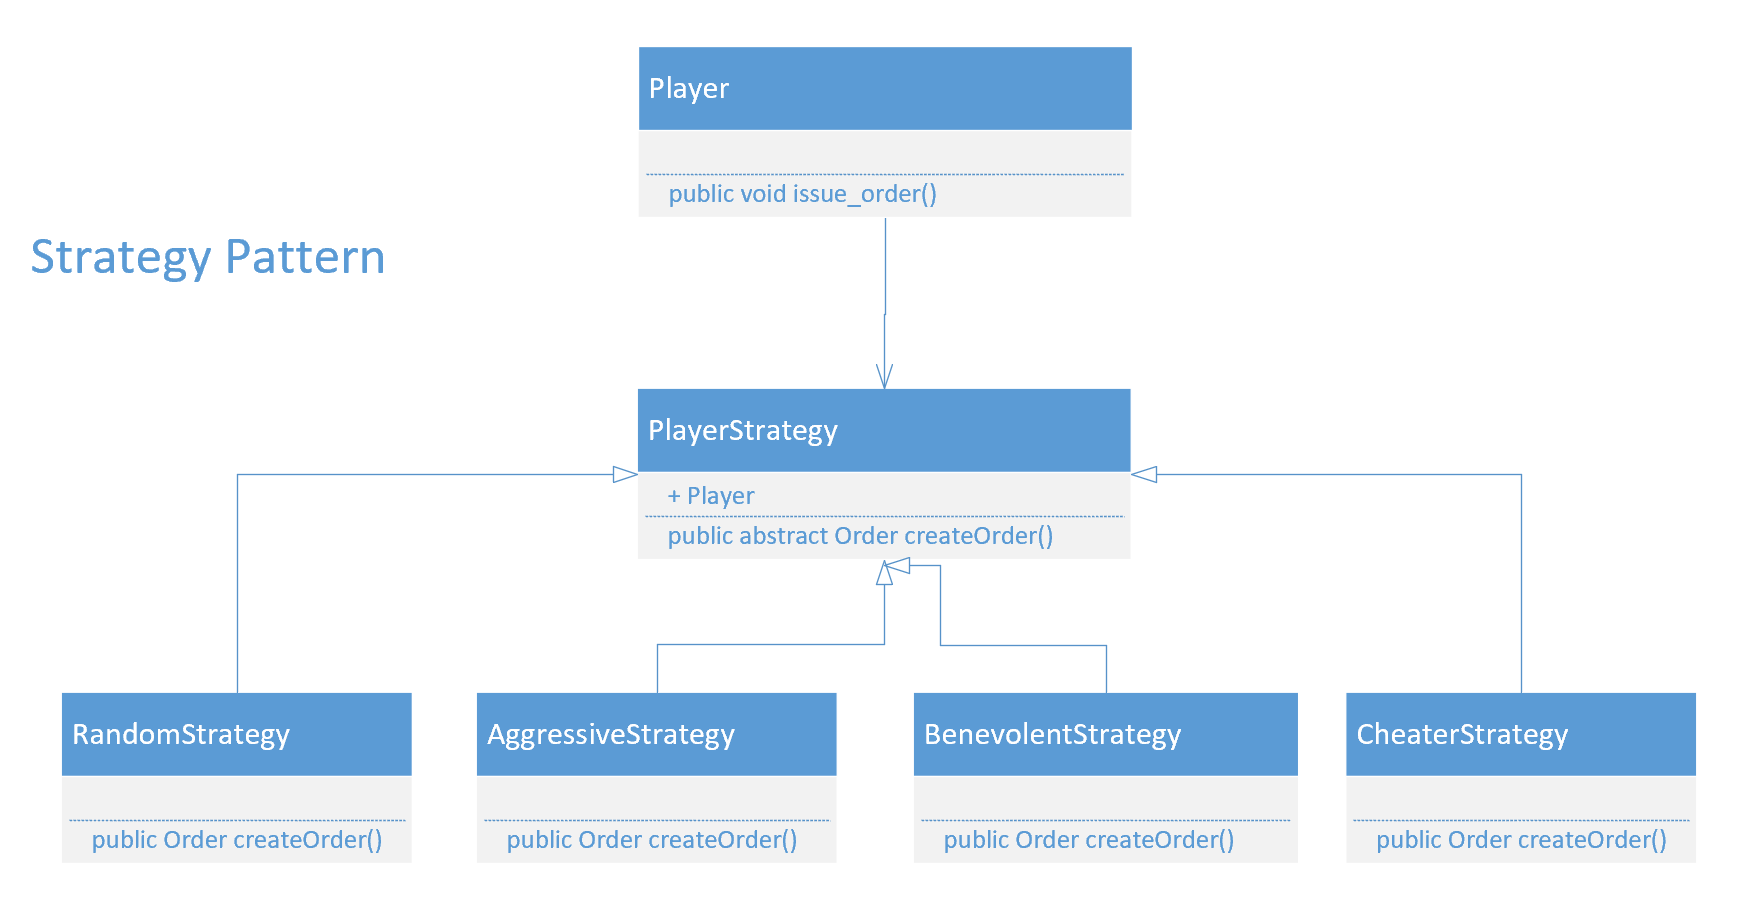 Player
public void issue_order()
Strategy Pattern
PlayerStrategy
+ Player
public abstract Order createOrder()
RandomStrategy
public Order createOrder()
AggressiveStrategy
public Order createOrder()
BenevolentStrategy
public Order createOrder()
CheaterStrategy
public Order createOrder()